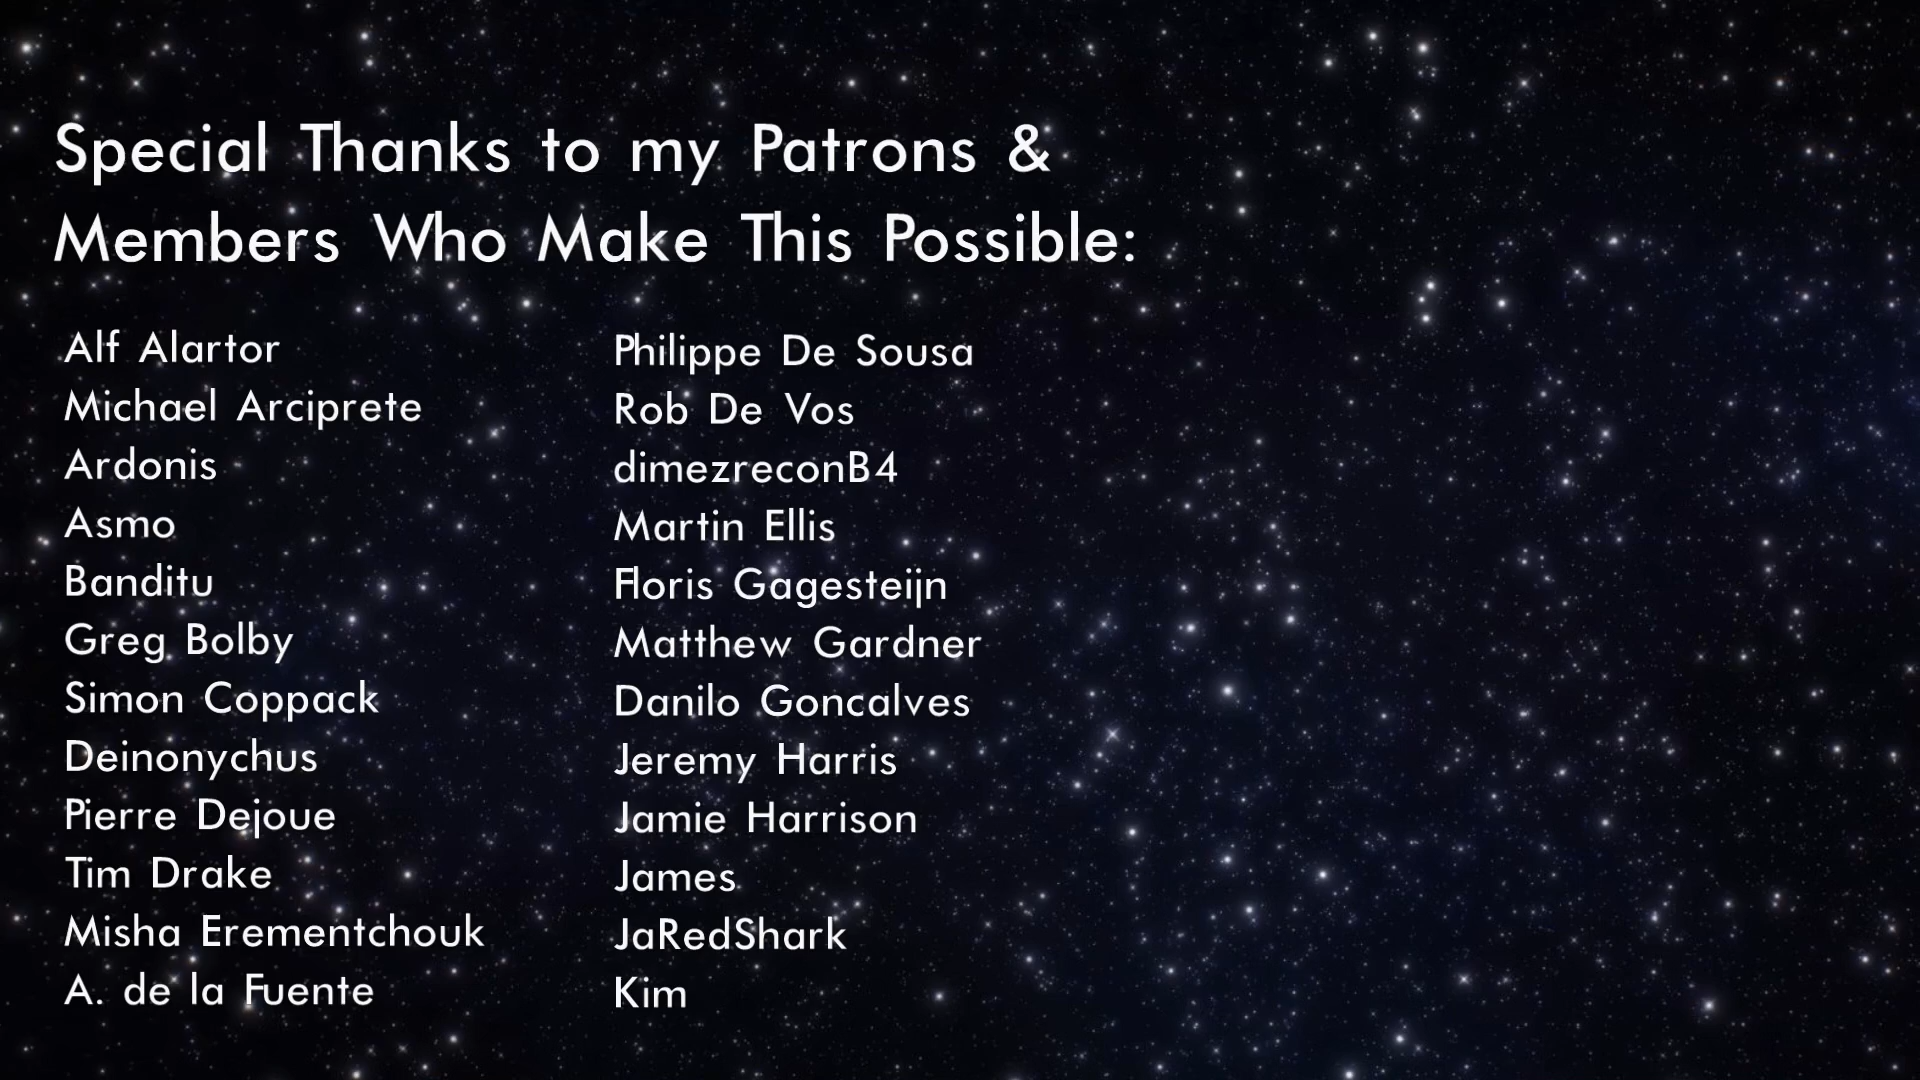 Special Thanks to my Patrons &
Members Who Make This Possible:
Alf Alartor
Michael Arciprete
Ardonis
Asmo
Banditu
Greg Bolby
Simon Coppack
Deinonychus
Pierre Dejoue
Tim Drake
Misha Erementchouk
A. de la Fuente
Philippe De Sousa
Rob De Vos
dimezreconB4
Martin Ellis
Floris Gagesteijn
Matthew Gardner
Danilo Goncalves
Jeremy Harris
Jamie Harrison
James
JaRedShark
Kim